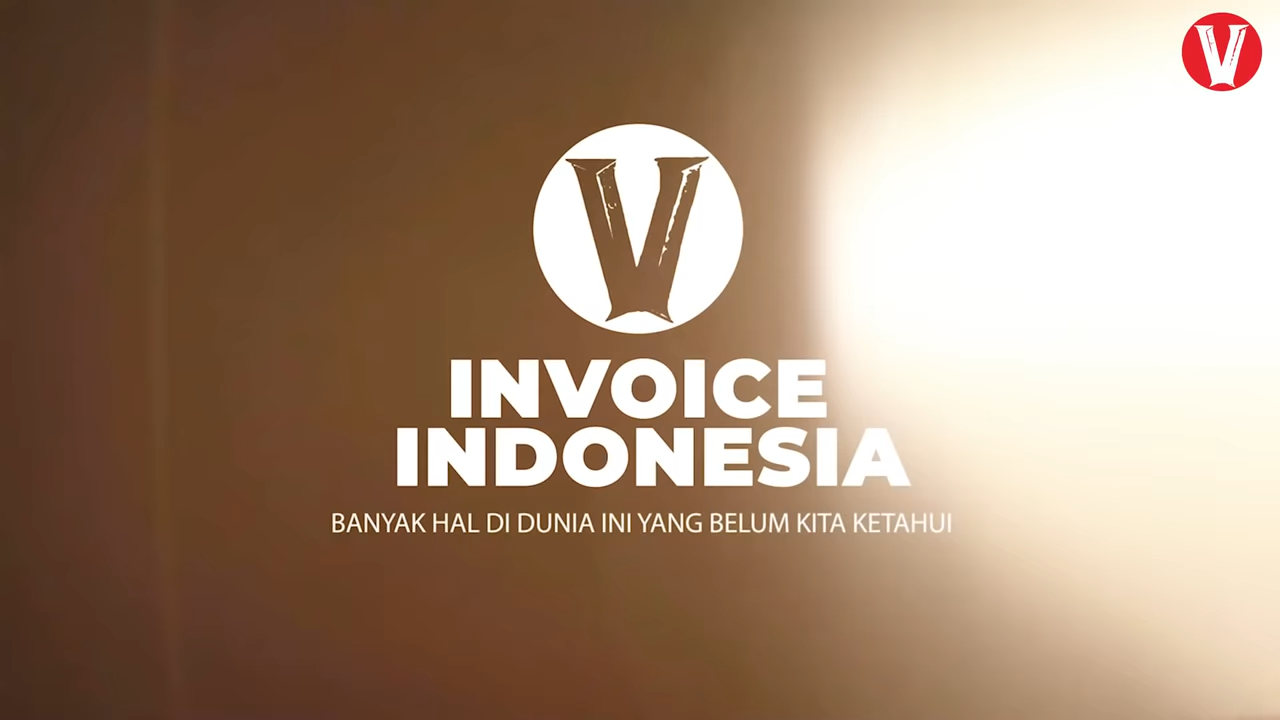 V
V
INVOICE
INDONESIA
BANYAK HAL DI DUNIA INI YANG BELUM KITA KETAHUI